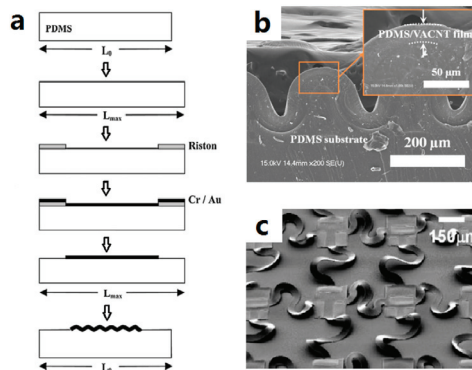 a
PDMS
L₀
Lmax
Riston
Cr / Au
Lmax
b
PDMS/VACNT film
50 μm
PDMS substrate
200 μm
15.0kV 14.4mm x200 SE(U)
c
150μm